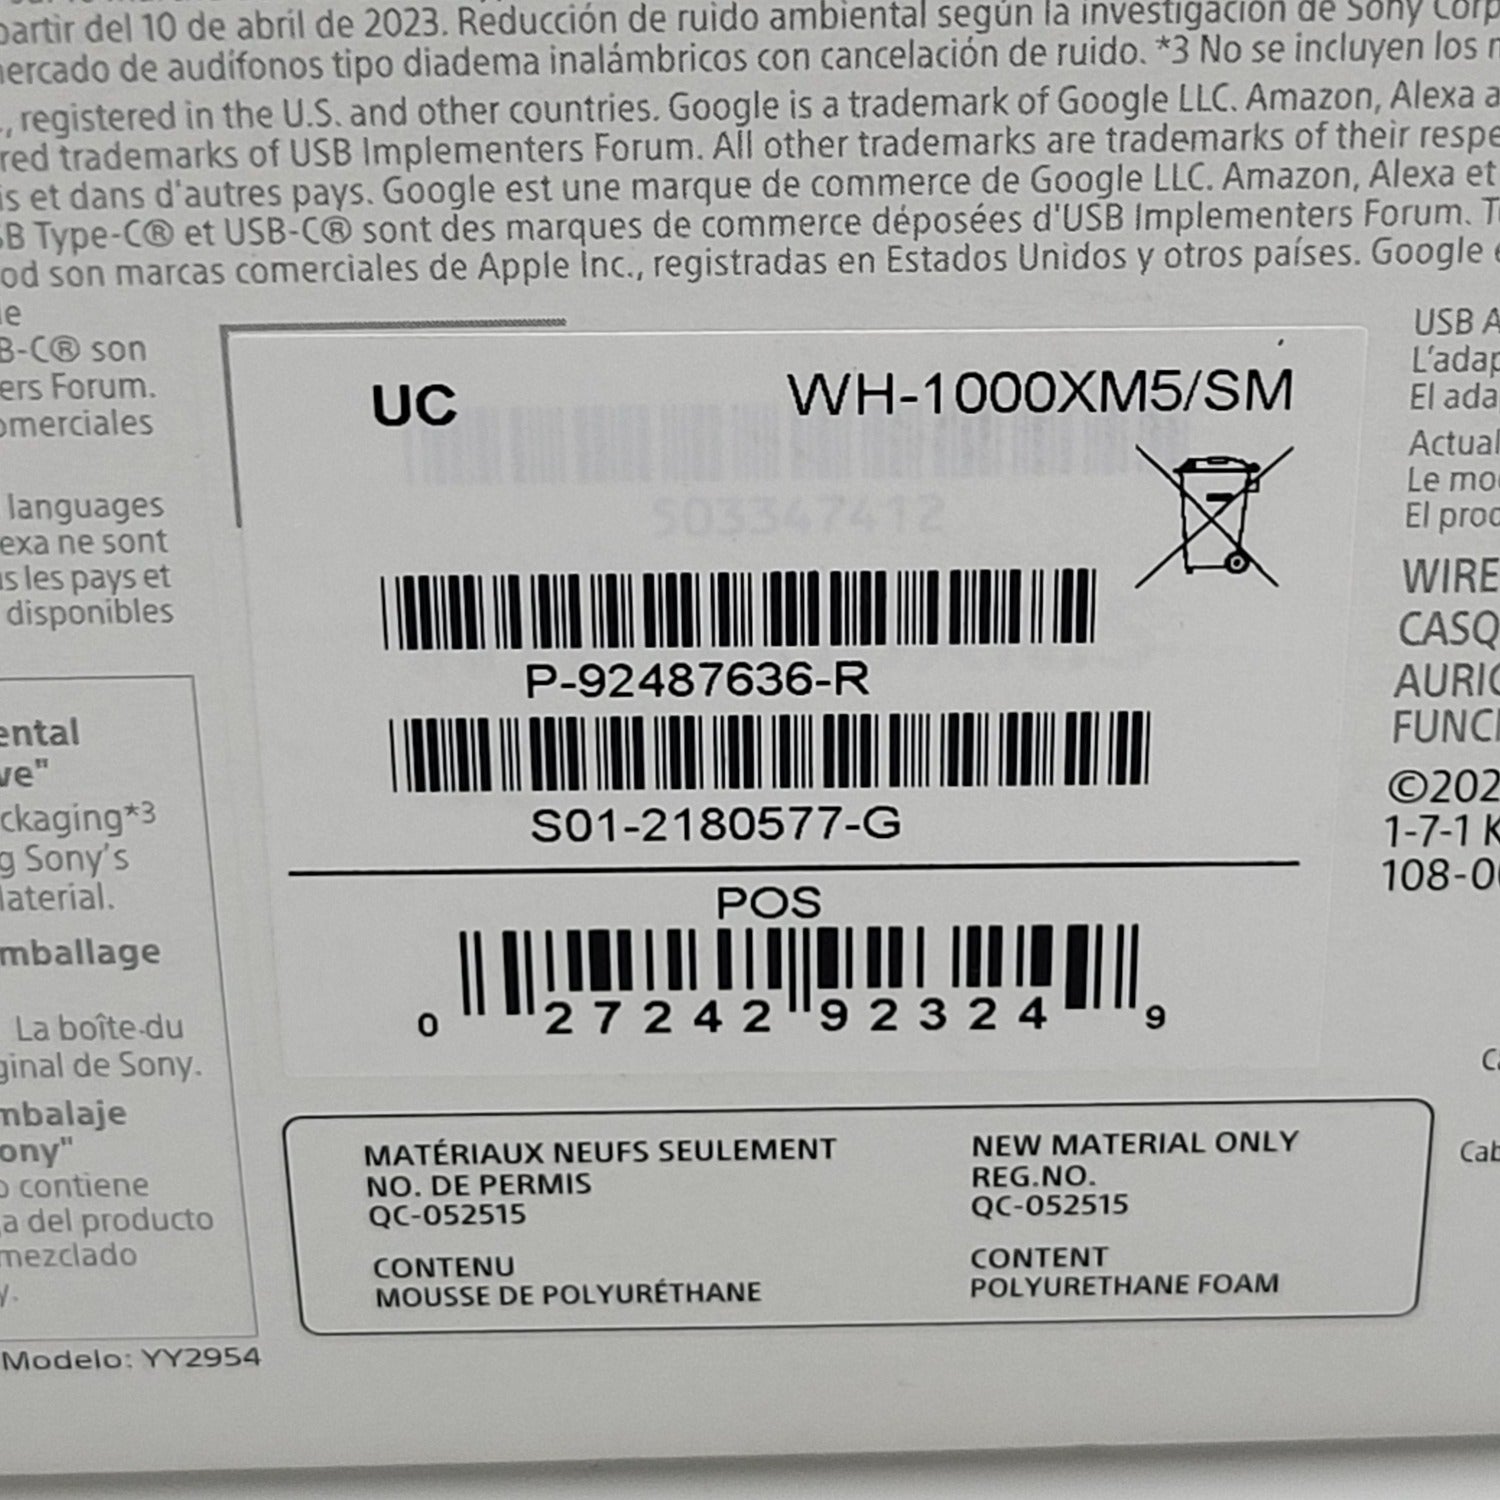 partir del 10 de abril de 2023. Reducción de ruido ambiental según la investigación de Sony Corp
mercado de audífonos tipo diadema inalámbricos con cancelación de ruido. *3 No se incluyen los
, registered in the U.S. and other countries. Google is a trademark of Google LLC. Amazon, Alexa a
red trademarks of USB Implementers Forum. All other trademarks are trademarks of their respe
is et dans d'autres pays. Google est une marque de commerce de Google LLC. Amazon, Alexa et
SB Type-C® et USB-C® sont des marques de commerce déposées d'USB Implementers Forum. T
od son marcas comerciales de Apple Inc., registradas en Estados Unidos y otros países. Google e
le
B-C® son
ers Forum.
omerciales
languages
exa ne sont
us les pays et
disponibles
ental
ve"
ckaging*3
g Sony's
Material.
mballage
La boîte du
ginal de Sony.
mbalaje
ony"
o contiene
a del producto
mezclado
y.
Modelo: YY2954
UC
WH-1000XM5/SM
S03347412
P-92487636-R
S01-2180577-G
POS
0 27242 92324 9
MATÉRIAUX NEUFS SEULEMENT
NO. DE PERMIS
QC-052515
CONTENU
MOUSSE DE POLYURÉTHANE
NEW MATERIAL ONLY
REG.NO.
QC-052515
CONTENT
POLYURETHANE FOAM
USB A
L'adap
El ada
Actual
Le mo
El prod
WIRE
CASQ
AURIC
FUNCI
©202
1-7-1 K
108-0
Ca
Cab